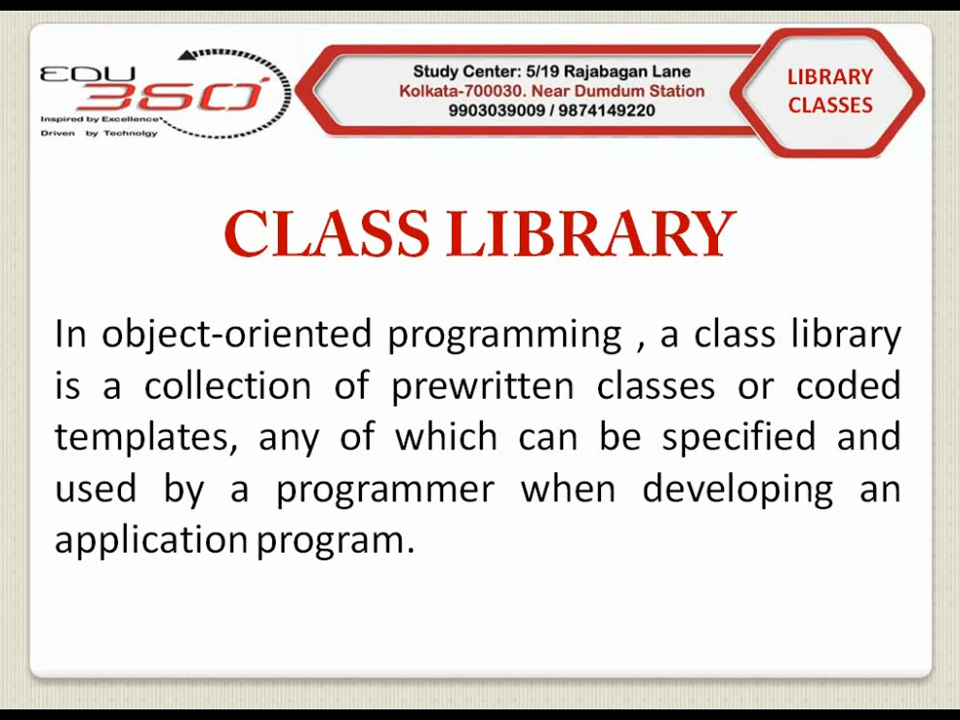 EDU
360
Inspired by Excellence
Driven by Technolgy
Study Center: 5/19 Rajabagan Lane
Kolkata-700030. Near Dumdum Station
9903039009 / 9874149220
LIBRARY
CLASSES
CLASS LIBRARY
In object-oriented programming , a class library
is a collection of prewritten classes or coded
templates, any of which can be specified and
used by a programmer when developing an
application program.